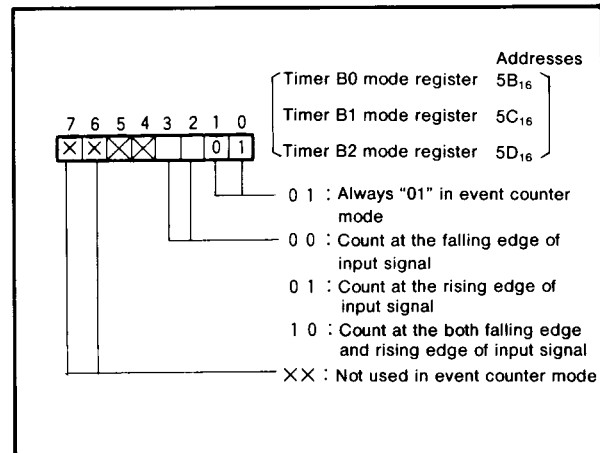 Addresses
Timer B0 mode register 5B₁₆
Timer B1 mode register 5C₁₆
Timer B2 mode register 5D₁₆
7 6 5 4 3 2 1 0
× × 0 1
0 1 : Always "01" in event counter
mode
0 0 : Count at the falling edge of
input signal
0 1 : Count at the rising edge of
input signal
1 0 : Count at the both falling edge
and rising edge of input signal
×× : Not used in event counter mode